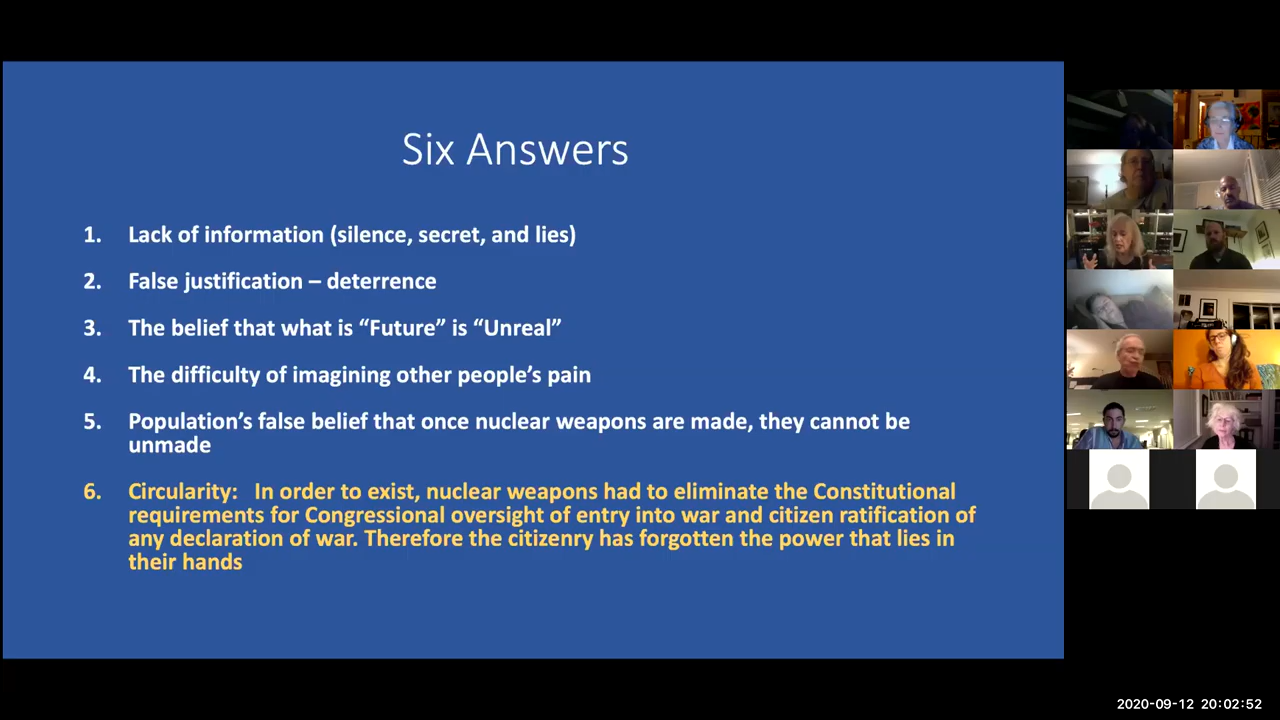 Six Answers
1. Lack of information (silence, secret, and lies)
2. False justification – deterrence
3. The belief that what is “Future” is “Unreal”
4. The difficulty of imagining other people’s pain
5. Population’s false belief that once nuclear weapons are made, they cannot be
unmade
6. Circularity: In order to exist, nuclear weapons had to eliminate the Constitutional
requirements for Congressional oversight of entry into war and citizen ratification of
any declaration of war. Therefore the citizenry has forgotten the power that lies in
their hands
2020-09-12 20:02:52